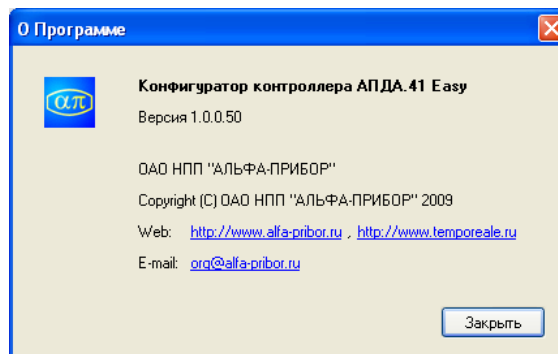 О Программе
απ
Конфигуратор контроллера АПДА.41 Easy
Версия 1.0.0.50
ОАО НПП "АЛЬФА-ПРИБОР"
Copyright (C) ОАО НПП "АЛЬФА-ПРИБОР" 2009
Web: http://www.alfa-pribor.ru , http://www.temporeale.ru
E-mail: org@alfa-pribor.ru
Закрыть